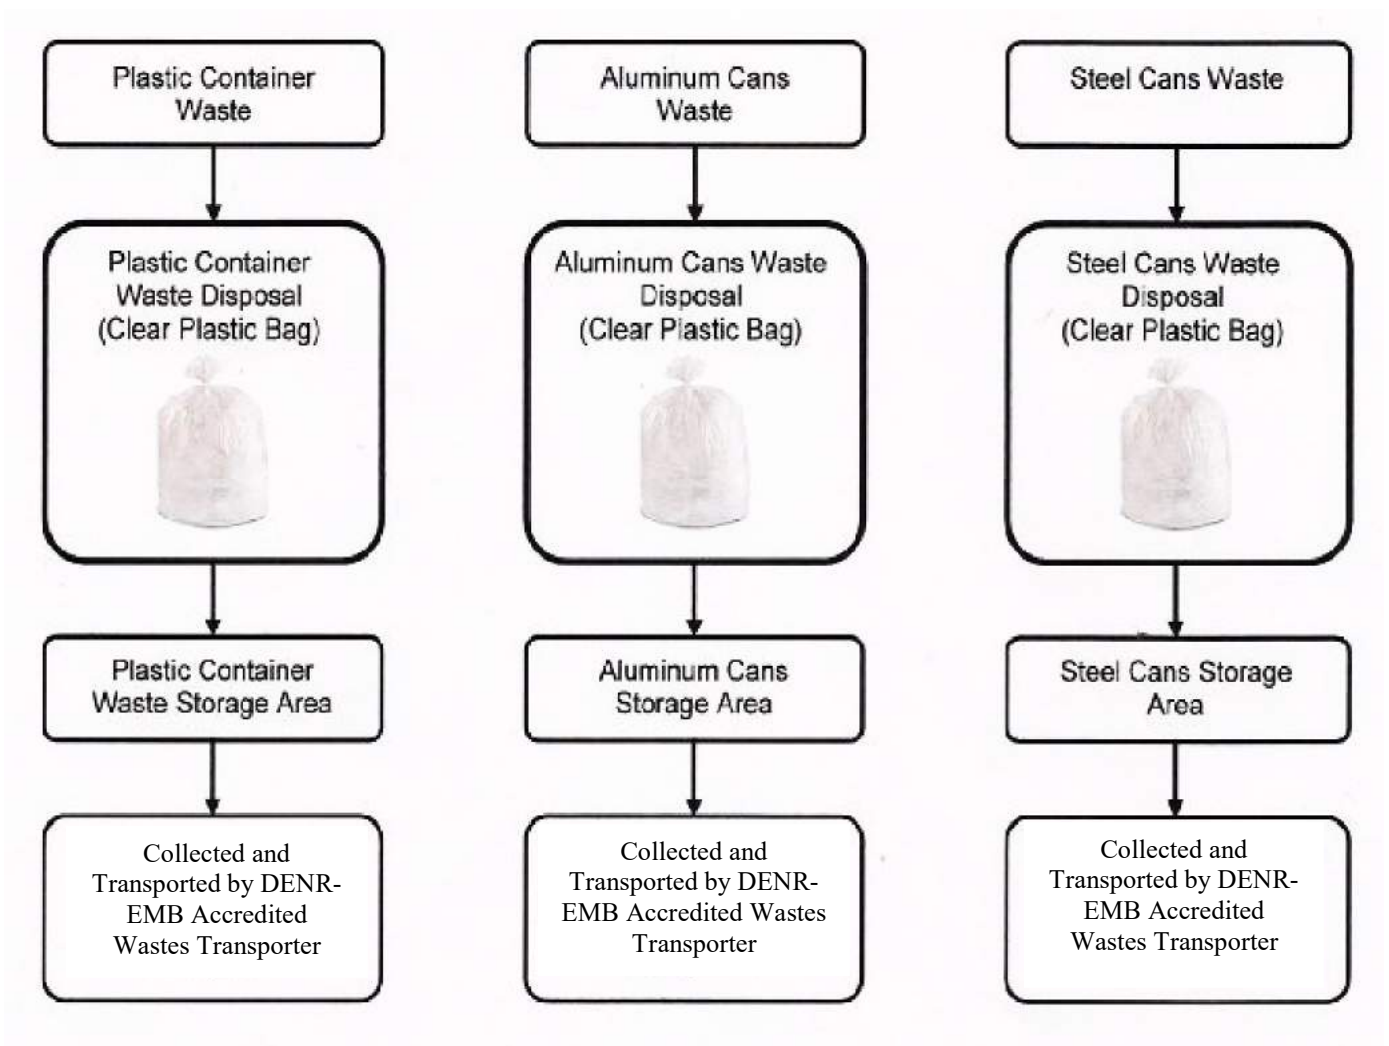 Plastic Container
Waste
Aluminum Cans
Waste
Steel Cans Waste
Plastic Container
Waste Disposal
(Clear Plastic Bag)
Aluminum Cans Waste
Disposal
(Clear Plastic Bag)
Steel Cans Waste
Disposal
(Clear Plastic Bag)
Plastic Container
Waste Storage Area
Aluminum Cans
Storage Area
Steel Cans Storage
Area
Collected and
Transported by DENR-
EMB Accredited
Wastes Transporter
Collected and
Transported by DENR-
EMB Accredited Wastes
Transporter
Collected and
Transported by DENR-
EMB Accredited
Wastes Transporter